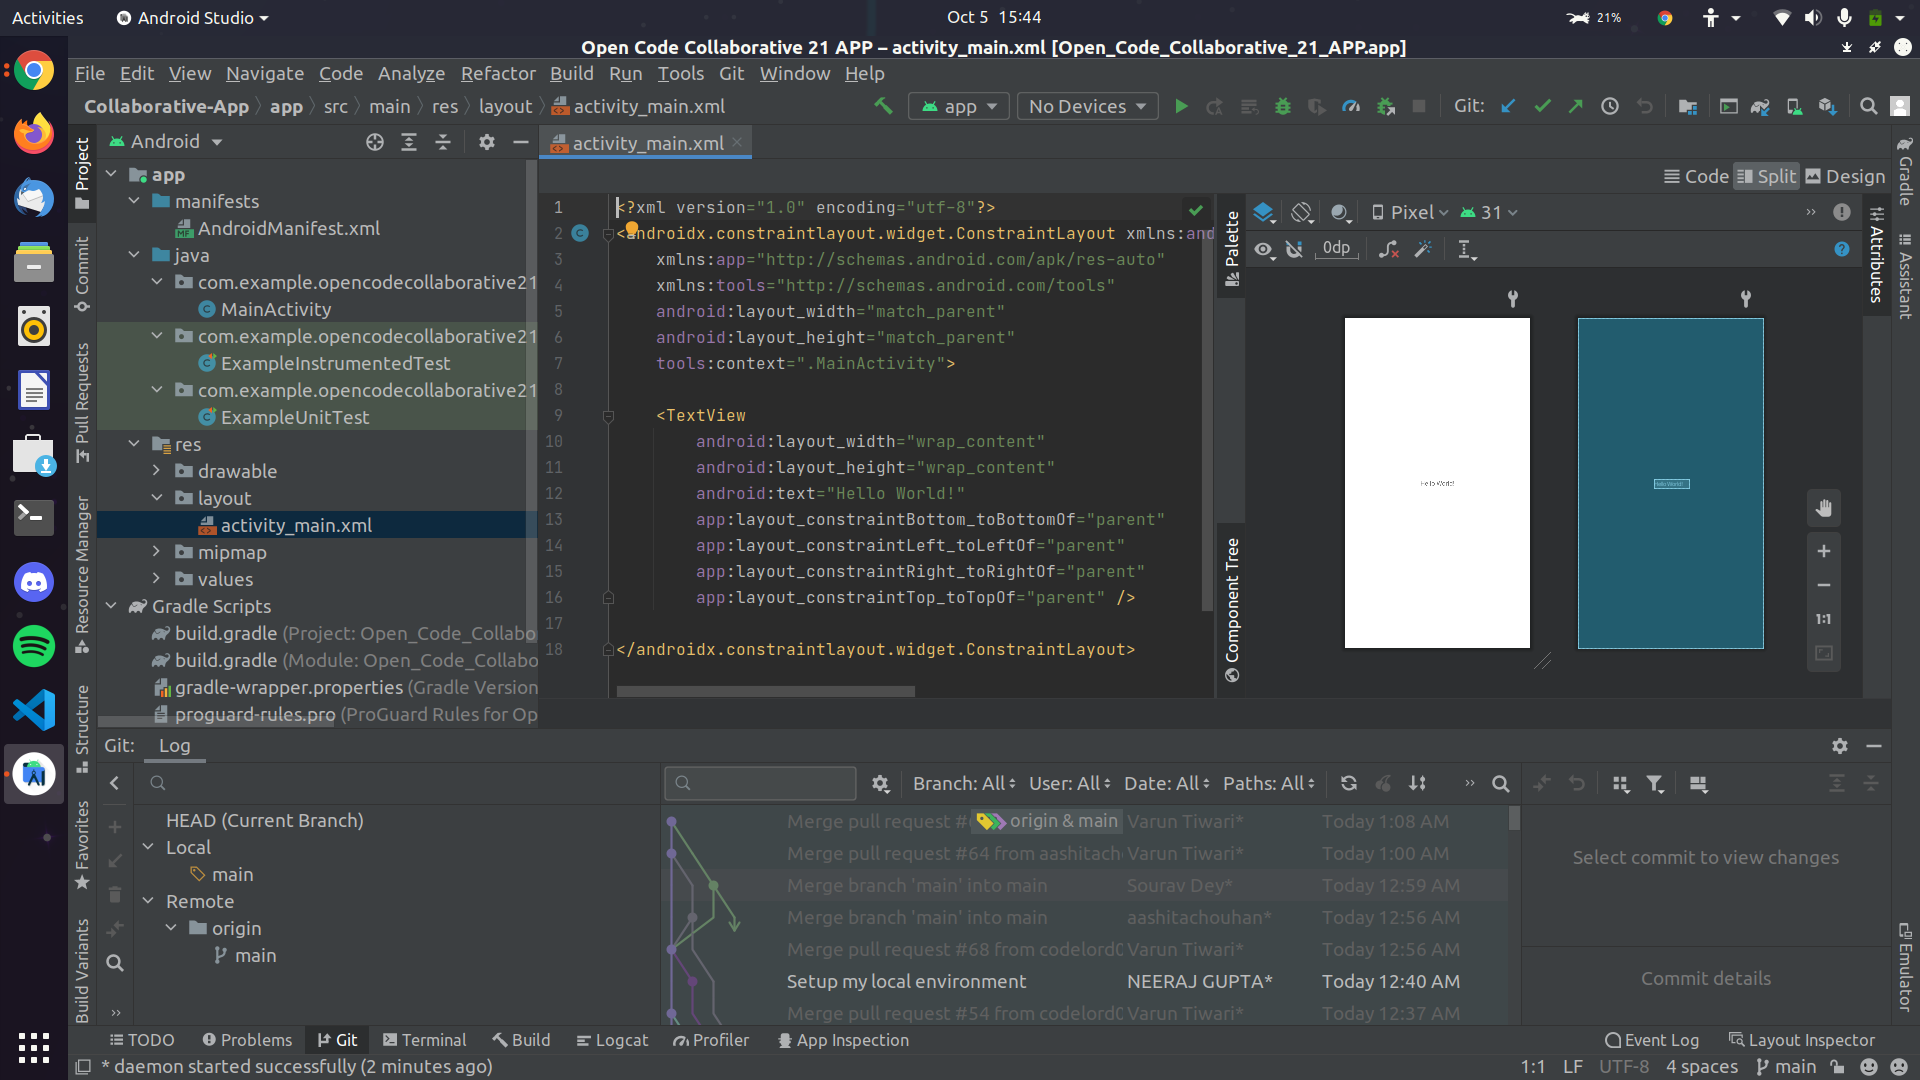 Activities
Android Studio
Oct 5 15:44
21%
Open Code Collaborative 21 APP – activity_main.xml [Open_Code_Collaborative_21_APP.app]
File Edit View Navigate Code Analyze Refactor Build Run Tools Git Window Help
Collaborative-App app src main res layout activity_main.xml
app
No Devices
Git:
Project
Commit
Pull Requests
Resource Manager
Structure
Favorites
Build Variants
Android
app
manifests
AndroidManifest.xml
java
com.example.opencodecollaborative21
MainActivity
com.example.opencodecollaborative21
ExampleInstrumentedTest
com.example.opencodecollaborative21
ExampleUnitTest
res
drawable
layout
activity_main.xml
mipmap
values
Gradle Scripts
build.gradle (Project: Open_Code_Collabo
build.gradle (Module: Open_Code_Collabo
gradle-wrapper.properties (Gradle Version
proguard-rules.pro (ProGuard Rules for Op
activity_main.xml
Code Split Design
1 <?xml version="1.0" encoding="utf-8"?>
2 <androidx.constraintlayout.widget.ConstraintLayout xmlns:and
3 xmlns:app="http://schemas.android.com/apk/res-auto"
4 xmlns:tools="http://schemas.android.com/tools"
5 android:layout_width="match_parent"
6 android:layout_height="match_parent"
7 tools:context=".MainActivity">
8
9 <TextView
10 android:layout_width="wrap_content"
11 android:layout_height="wrap_content"
12 android:text="Hello World!"
13 app:layout_constraintBottom_toBottomOf="parent"
14 app:layout_constraintLeft_toLeftOf="parent"
15 app:layout_constraintRight_toRightOf="parent"
16 app:layout_constraintTop_toTopOf="parent" />
17
18 </androidx.constraintlayout.widget.ConstraintLayout>
Palette
Component Tree
Pixel
31
0dp
Hello World!
Hello World!
1:1
Attributes
Gradle
Assistant
Emulator
Git: Log
HEAD (Current Branch)
Local
main
Remote
origin
main
Branch: All User: All Date: All Paths: All
Merge pull request #6 origin & main Varun Tiwari* Today 1:08 AM
Merge pull request #64 from aashitach Varun Tiwari* Today 1:00 AM
Merge branch 'main' into main Sourav Dey* Today 12:59 AM
Merge branch 'main' into main aashitachouhan* Today 12:56 AM
Merge pull request #68 from codelord0 Varun Tiwari* Today 12:56 AM
Setup my local environment NEERAJ GUPTA* Today 12:40 AM
Merge pull request #54 from codelord0 Varun Tiwari* Today 12:37 AM
Select commit to view changes
Commit details
TODO Problems Git Terminal Build Logcat Profiler App Inspection Event Log Layout Inspector
* daemon started successfully (2 minutes ago)
1:1 LF UTF-8 4 spaces main